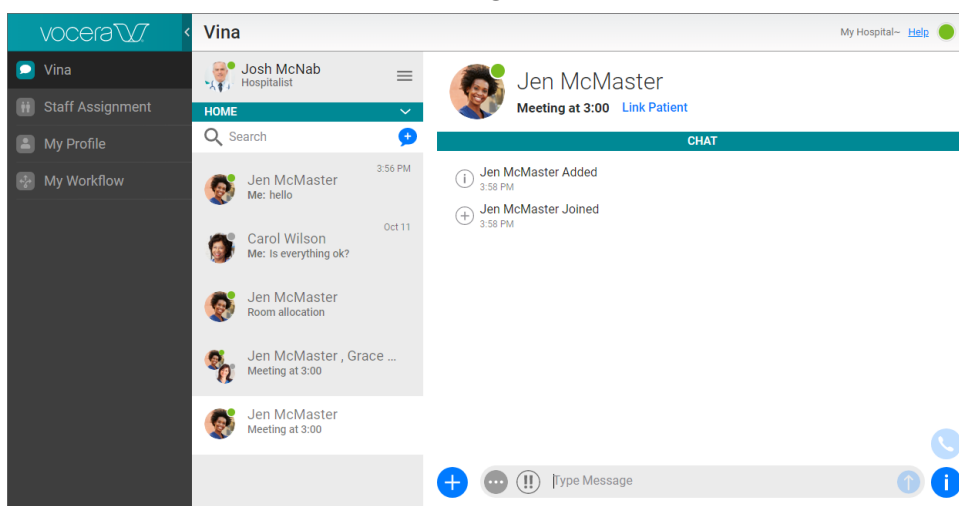 vocera
Vina
My Hospital~ Help
Vina
Staff Assignment
My Profile
My Workflow
Josh McNab
Hospitalist
HOME
Search
3:56 PM
Jen McMaster
Me: hello
Oct 11
Carol Wilson
Me: Is everything ok?
Jen McMaster
Room allocation
Jen McMaster , Grace ...
Meeting at 3:00
Jen McMaster
Meeting at 3:00
Jen McMaster
Meeting at 3:00 Link Patient
CHAT
Jen McMaster Added
3:58 PM
Jen McMaster Joined
3:58 PM
Type Message